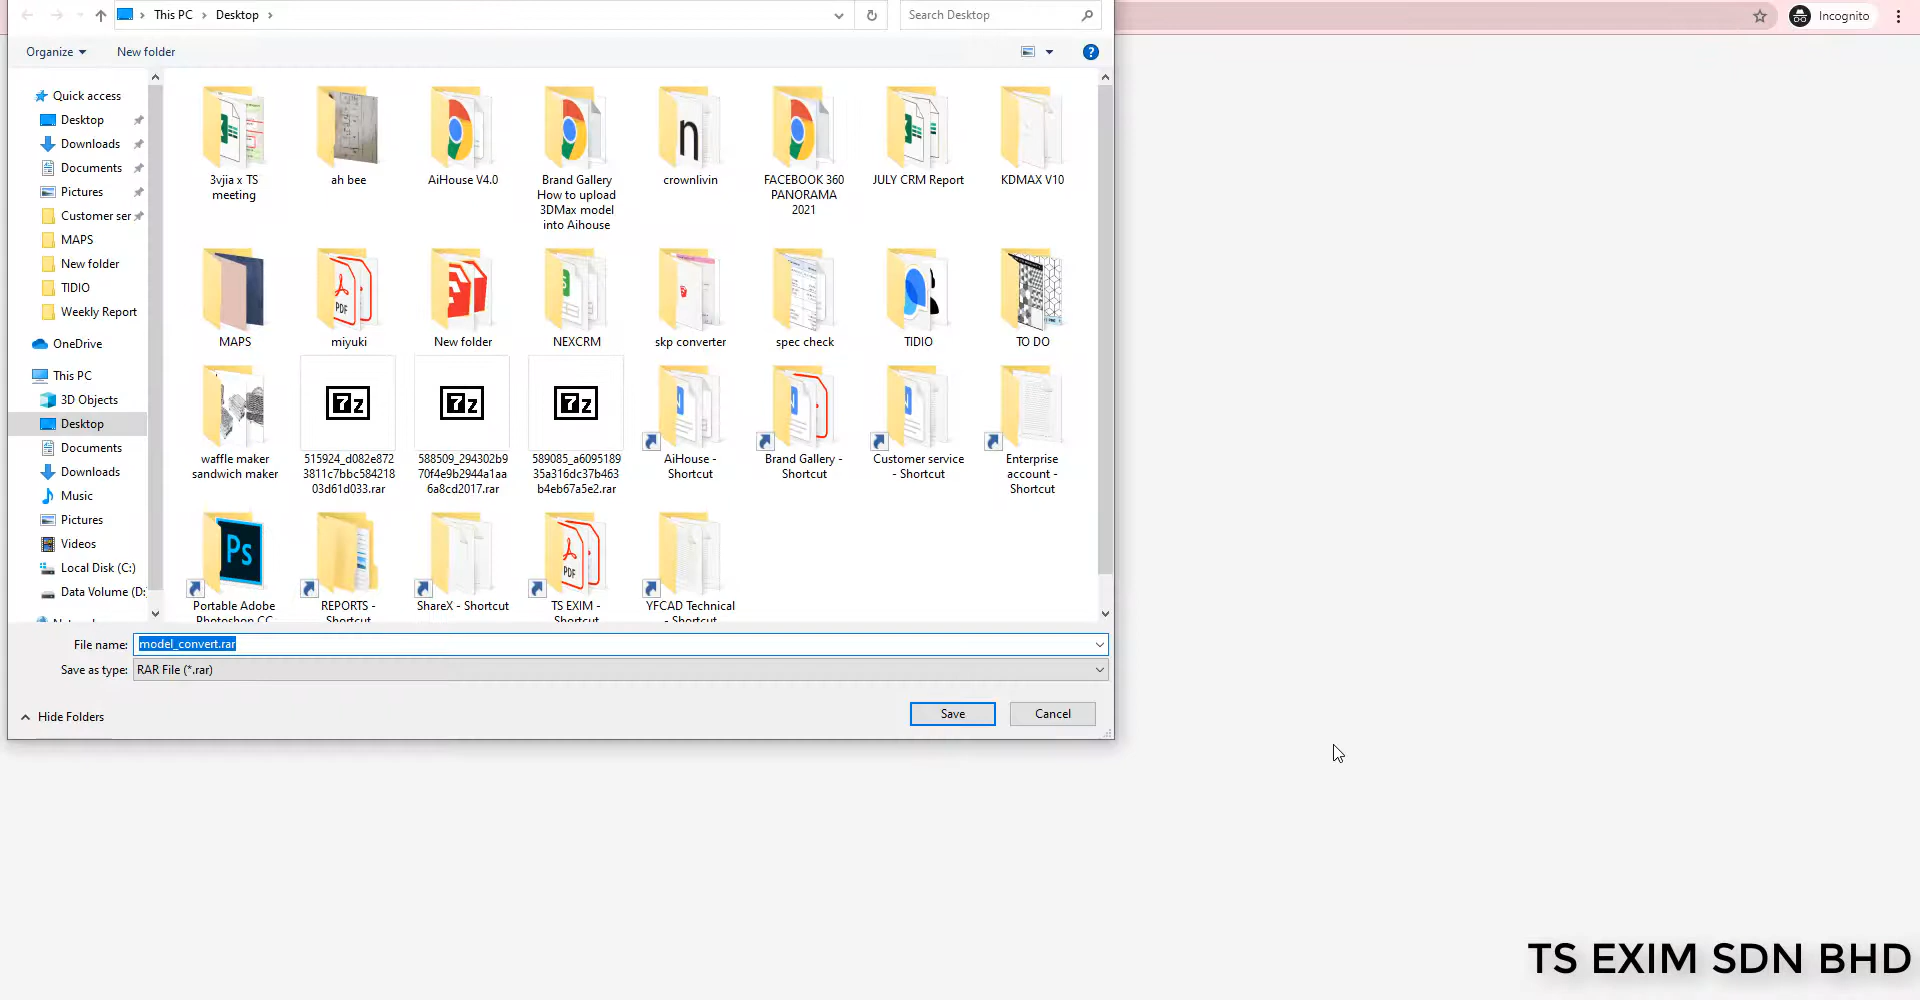 This PC > Desktop >
Search Desktop
Incognito
Organize
New folder
Quick access
Desktop
Downloads
Documents
Pictures
Customer ser
MAPS
New folder
TIDIO
Weekly Report
OneDrive
This PC
3D Objects
Desktop
Documents
Downloads
Music
Pictures
Videos
Local Disk (C:)
Data Volume (D:
3vjia x TS
meeting
ah bee
AiHouse V4.0
Brand Gallery
How to upload
3DMax model
into Aihouse
crownlivin
FACEBOOK 360
PANORAMA
2021
JULY CRM Report
KDMAX V10
MAPS
miyuki
New folder
NEXCRM
skp converter
spec check
TIDIO
TO DO
waffle maker
sandwich maker
515924_d082e872
3811c7bbc584218
03d61d033.rar
588509_294302b9
70f4e9b2944a1aa
6a8cd2017.rar
589085_a6095189
35a316dc37b463
b4eb67a5e2.rar
AiHouse -
Shortcut
Brand Gallery -
Shortcut
Customer service
- Shortcut
Enterprise
account -
Shortcut
Portable Adobe
Photoshop CC
REPORTS -
Shortcut
ShareX - Shortcut
TS EXIM -
Shortcut
YFCAD Technical
- Shortcut
File name: model_convert.rar
Save as type: RAR File (*.rar)
Hide Folders
Save
Cancel
TS EXIM SDN BHD